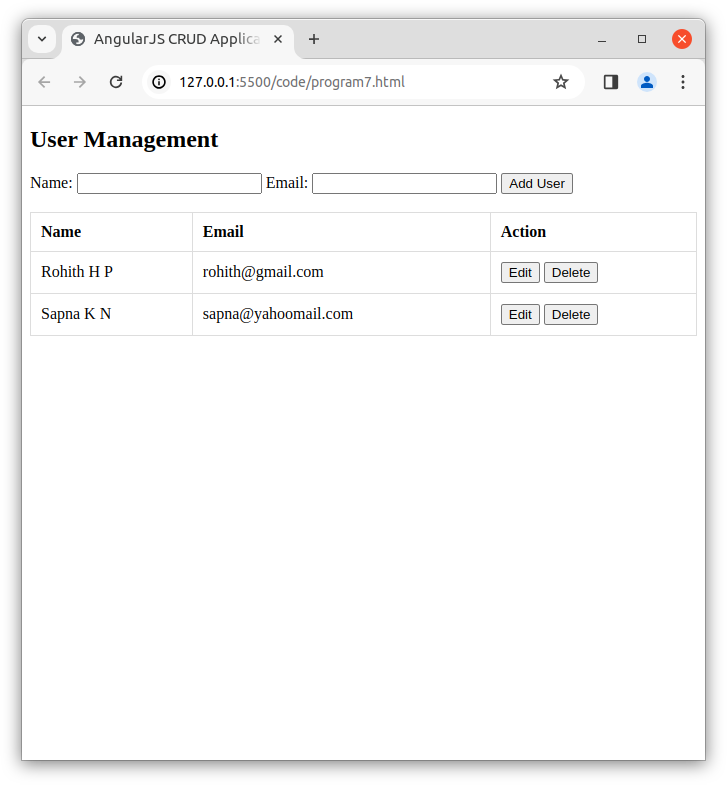 AngularJS CRUD Applica
127.0.0.1:5500/code/program7.html
User Management
Name: Email: Add User
Name Email Action
Rohith H P rohith@gmail.com Edit Delete
Sapna K N sapna@yahoomail.com Edit Delete